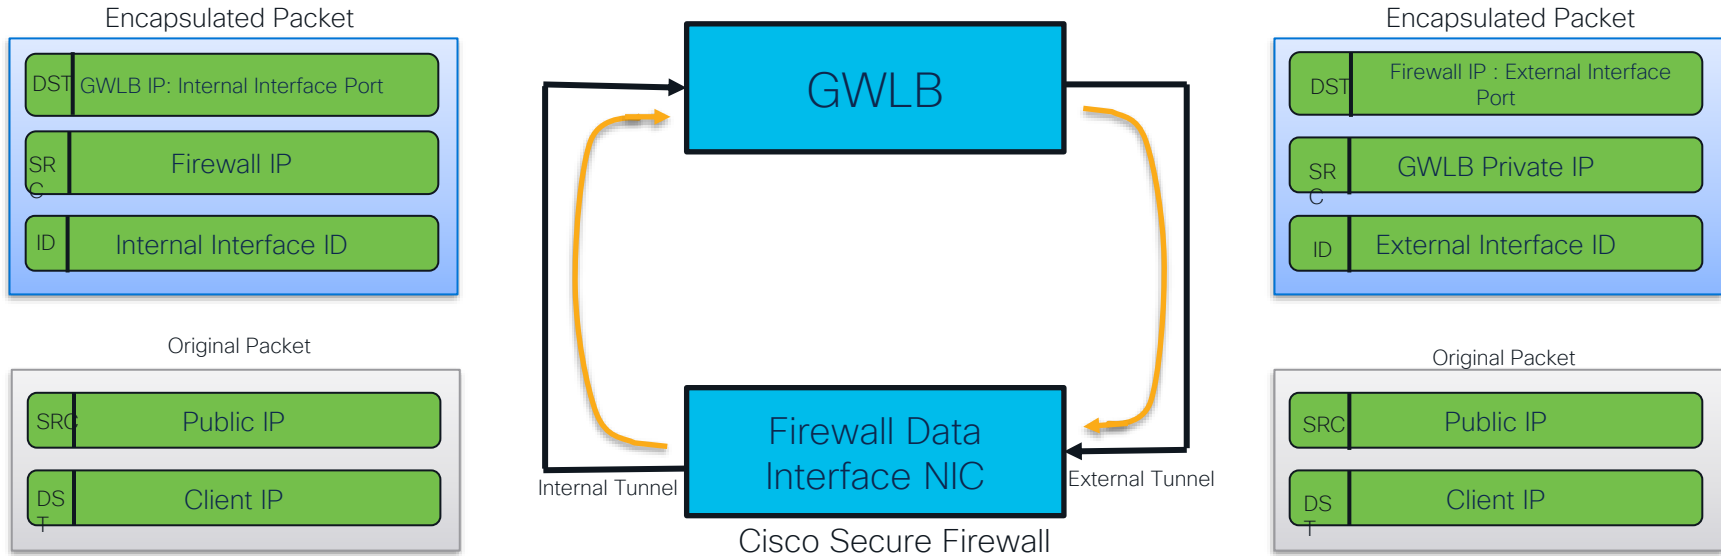 Encapsulated Packet
DST GWLB IP: Internal Interface Port
SR
C
Firewall IP
ID Internal Interface ID
Original Packet
SRC Public IP
DS
T
Client IP
GWLB
Firewall Data
Interface NIC
Internal Tunnel
External Tunnel
Cisco Secure Firewall
Encapsulated Packet
DST
Firewall IP : External Interface
Port
SR
C
GWLB Private IP
ID External Interface ID
Original Packet
SRC Public IP
DS
T
Client IP